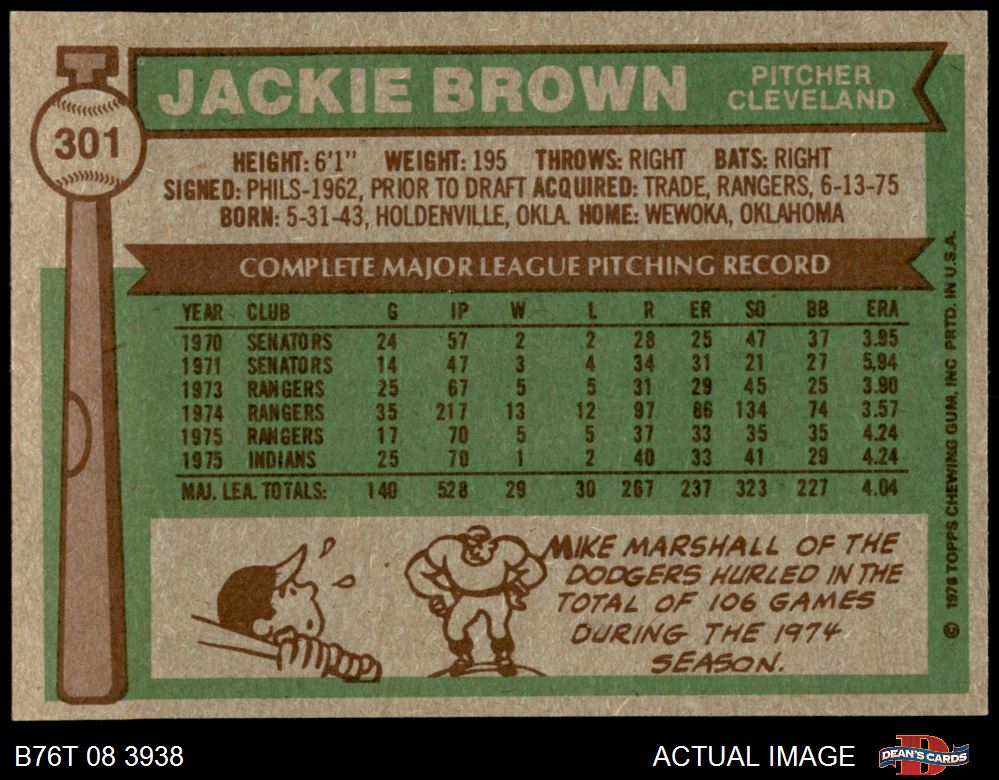 301
JACKIE BROWN
PITCHER
CLEVELAND
HEIGHT: 6'1" WEIGHT: 195 THROWS: RIGHT BATS: RIGHT
SIGNED: PHILS-1962, PRIOR TO DRAFT ACQUIRED: TRADE, RANGERS, 6-13-75
BORN: 5-31-43, HOLDENVILLE, OKLA. HOME: WEWOKA, OKLAHOMA
COMPLETE MAJOR LEAGUE PITCHING RECORD
YEAR CLUB G IP W L R ER SO BB ERA
1970 SENATORS 24 57 2 2 28 25 47 37 3.95
1971 SENATORS 14 47 3 4 34 31 21 27 5.94
1973 RANGERS 25 67 5 5 31 29 45 25 3.90
1974 RANGERS 35 217 13 12 97 86 134 74 3.57
1975 RANGERS 17 70 5 5 37 33 35 35 4.24
1975 INDIANS 25 70 1 2 40 33 41 29 4.24
MAJ. LEA. TOTALS: 140 528 29 30 267 237 323 227 4.04
MIKE MARSHALL OF THE
DODGERS HURLED IN THE
TOTAL OF 106 GAMES
DURING THE 1974
SEASON.
© 1976 TOPPS CHEWING GUM, INC PRTD. IN U.S.A.
B76T 08 3938
ACTUAL IMAGE
DEAN'S CARDS